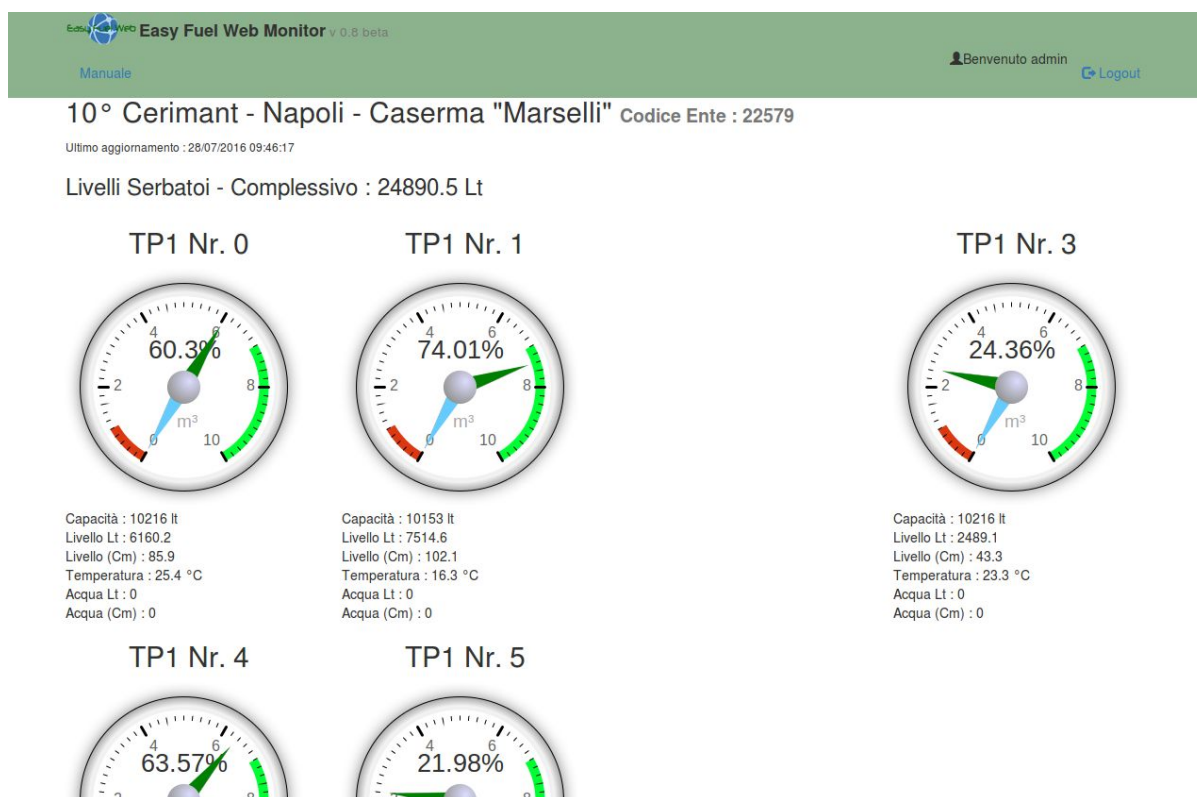 Easy Fuel Web Easy Fuel Web Monitor v 0.8 beta
Manuale
Benvenuto admin
Logout
10° Cerimant - Napoli - Caserma "Marselli" Codice Ente : 22579
Ultimo aggiornamento : 28/07/2016 09:46:17
Livelli Serbatoi - Complessivo : 24890.5 Lt
TP1 Nr. 0
4 6
60.3%
2 8
m³
0 10
Capacità : 10216 lt
Livello Lt : 6160.2
Livello (Cm) : 85.9
Temperatura : 25.4 °C
Acqua Lt : 0
Acqua (Cm) : 0
TP1 Nr. 1
4 6
74.01%
2 8
m³
0 10
Capacità : 10153 lt
Livello Lt : 7514.6
Livello (Cm) : 102.1
Temperatura : 16.3 °C
Acqua Lt : 0
Acqua (Cm) : 0
TP1 Nr. 3
4 6
24.36%
2 8
m³
0 10
Capacità : 10216 lt
Livello Lt : 2489.1
Livello (Cm) : 43.3
Temperatura : 23.3 °C
Acqua Lt : 0
Acqua (Cm) : 0
TP1 Nr. 4
4 6
63.57%
TP1 Nr. 5
4 6
21.98%